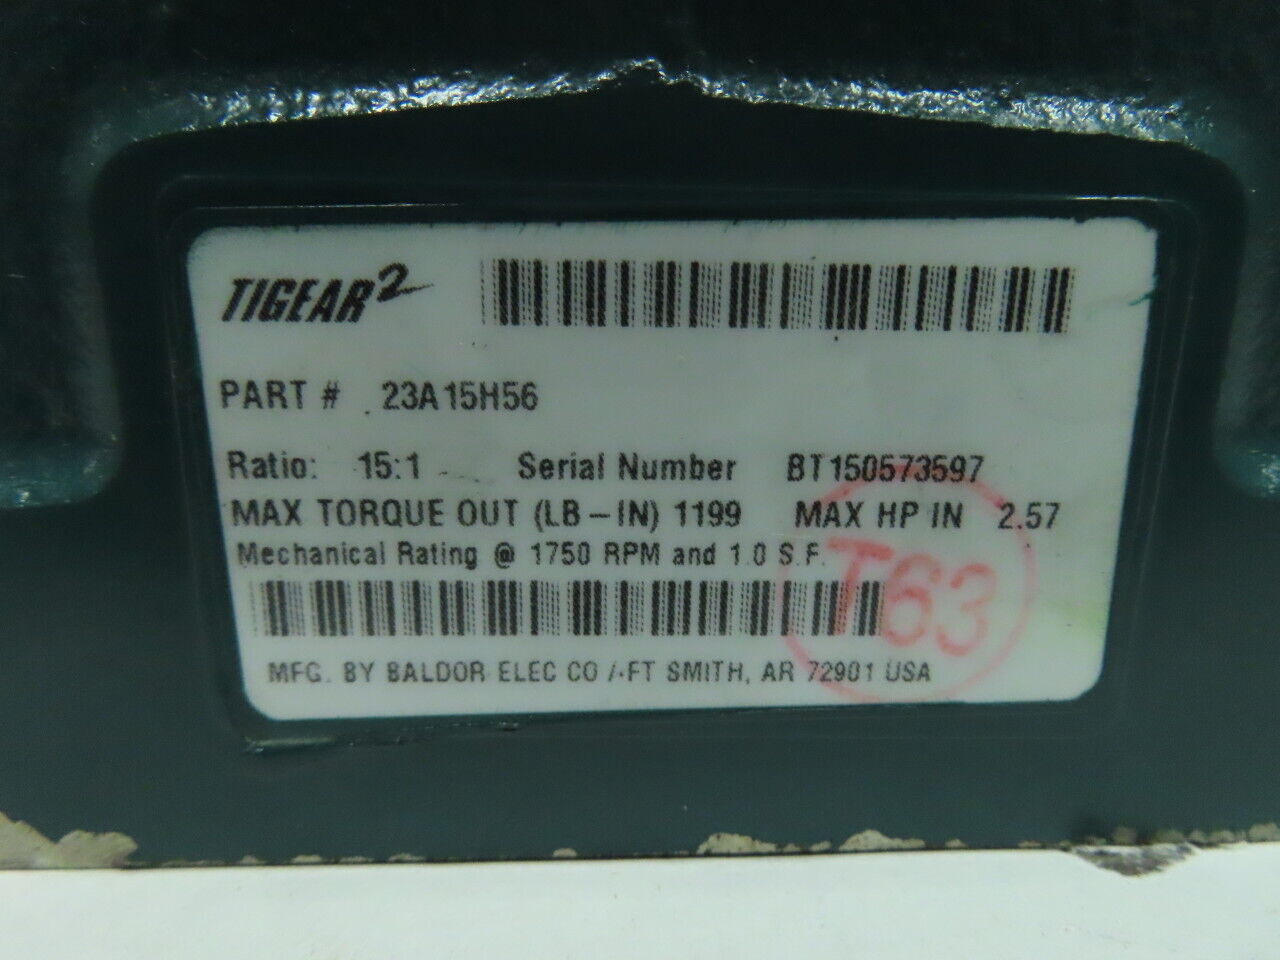 TIGEAR2
PART # 23A15H56
Ratio: 15:1 Serial Number BT150573597
MAX TORQUE OUT (LB-IN) 1199 MAX HP IN 2.57
Mechanical Rating @ 1750 RPM and 1.0 S.F.
T63
MFG. BY BALDOR ELEC CO /-FT SMITH, AR 72901 USA